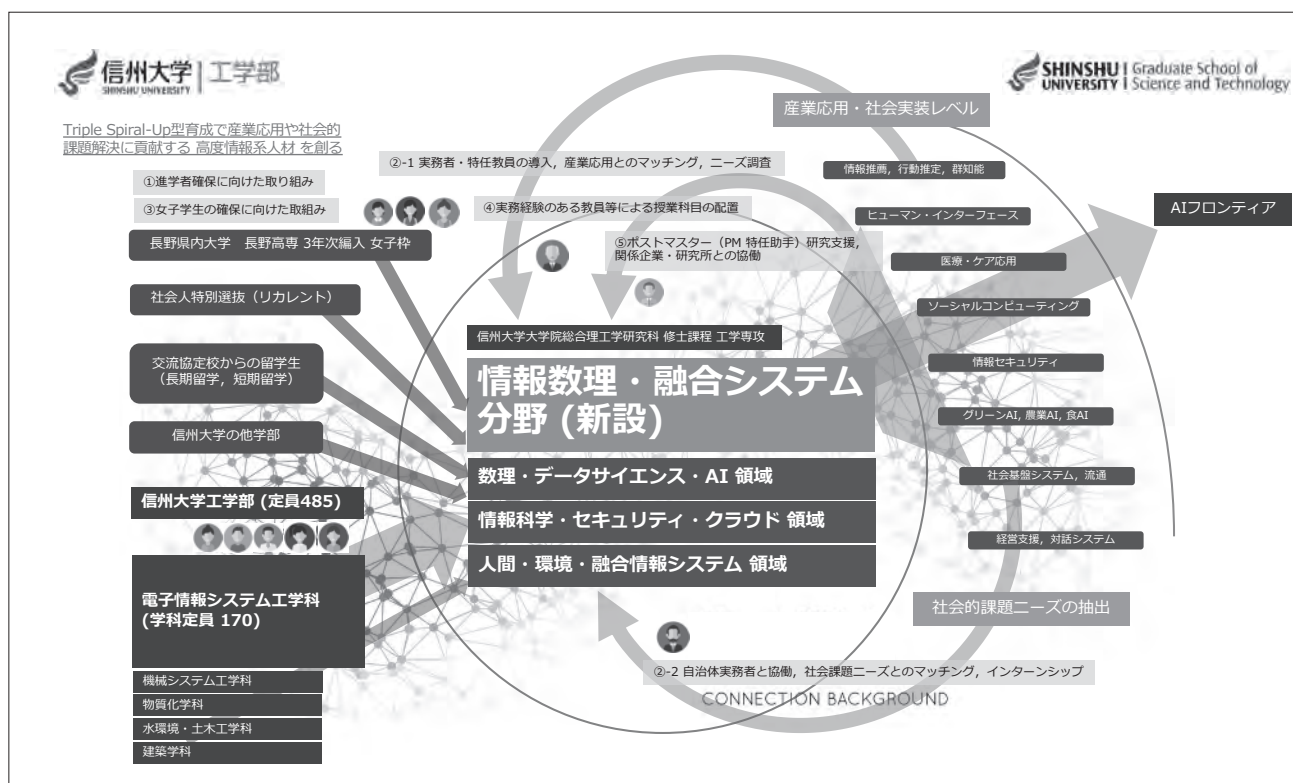 信州大学 | 工学部
SHINSHU UNIVERSITY
SHINSHU | Graduate School of
UNIVERSITY | Science and Technology
Triple Spiral-Up型育成で産業応用や社会的
課題解決に貢献する 高度情報系人材 を創る
①進学者確保に向けた取り組み
③女子学生の確保に向けた取組み
②-1 実務者・特任教員の導入，産業応用とのマッチング，ニーズ調査
④実務経験のある教員等による授業科目の配置
⑤ポストマスター（PM 特任助手）研究支援，
関係企業・研究所との協働
長野県内大学　長野高専 3年次編入 女子枠
社会人特別選抜（リカレント）
交流協定校からの留学生
（長期留学，短期留学）
信州大学の他学部
信州大学工学部 (定員485)
電子情報システム工学科
(学科定員 170)
機械システム工学科
物質化学科
水環境・土木工学科
建築学科
信州大学大学院総合理工学研究科 修士課程 工学専攻
情報数理・融合システム
分野 (新設)
数理・データサイエンス・AI 領域
情報科学・セキュリティ・クラウド 領域
人間・環境・融合情報システム 領域
産業応用・社会実装レベル
情報推薦，行動推定，群知能
ヒューマン・インターフェース
医療・ケア応用
ソーシャルコンピューティング
情報セキュリティ
グリーンAI, 農業AI, 食AI
社会基盤システム，流通
経営支援，対話システム
AIフロンティア
社会的課題ニーズの抽出
②-2 自治体実務者と協働，社会課題ニーズとのマッチング，インターンシップ
CONNECTION BACKGROUND